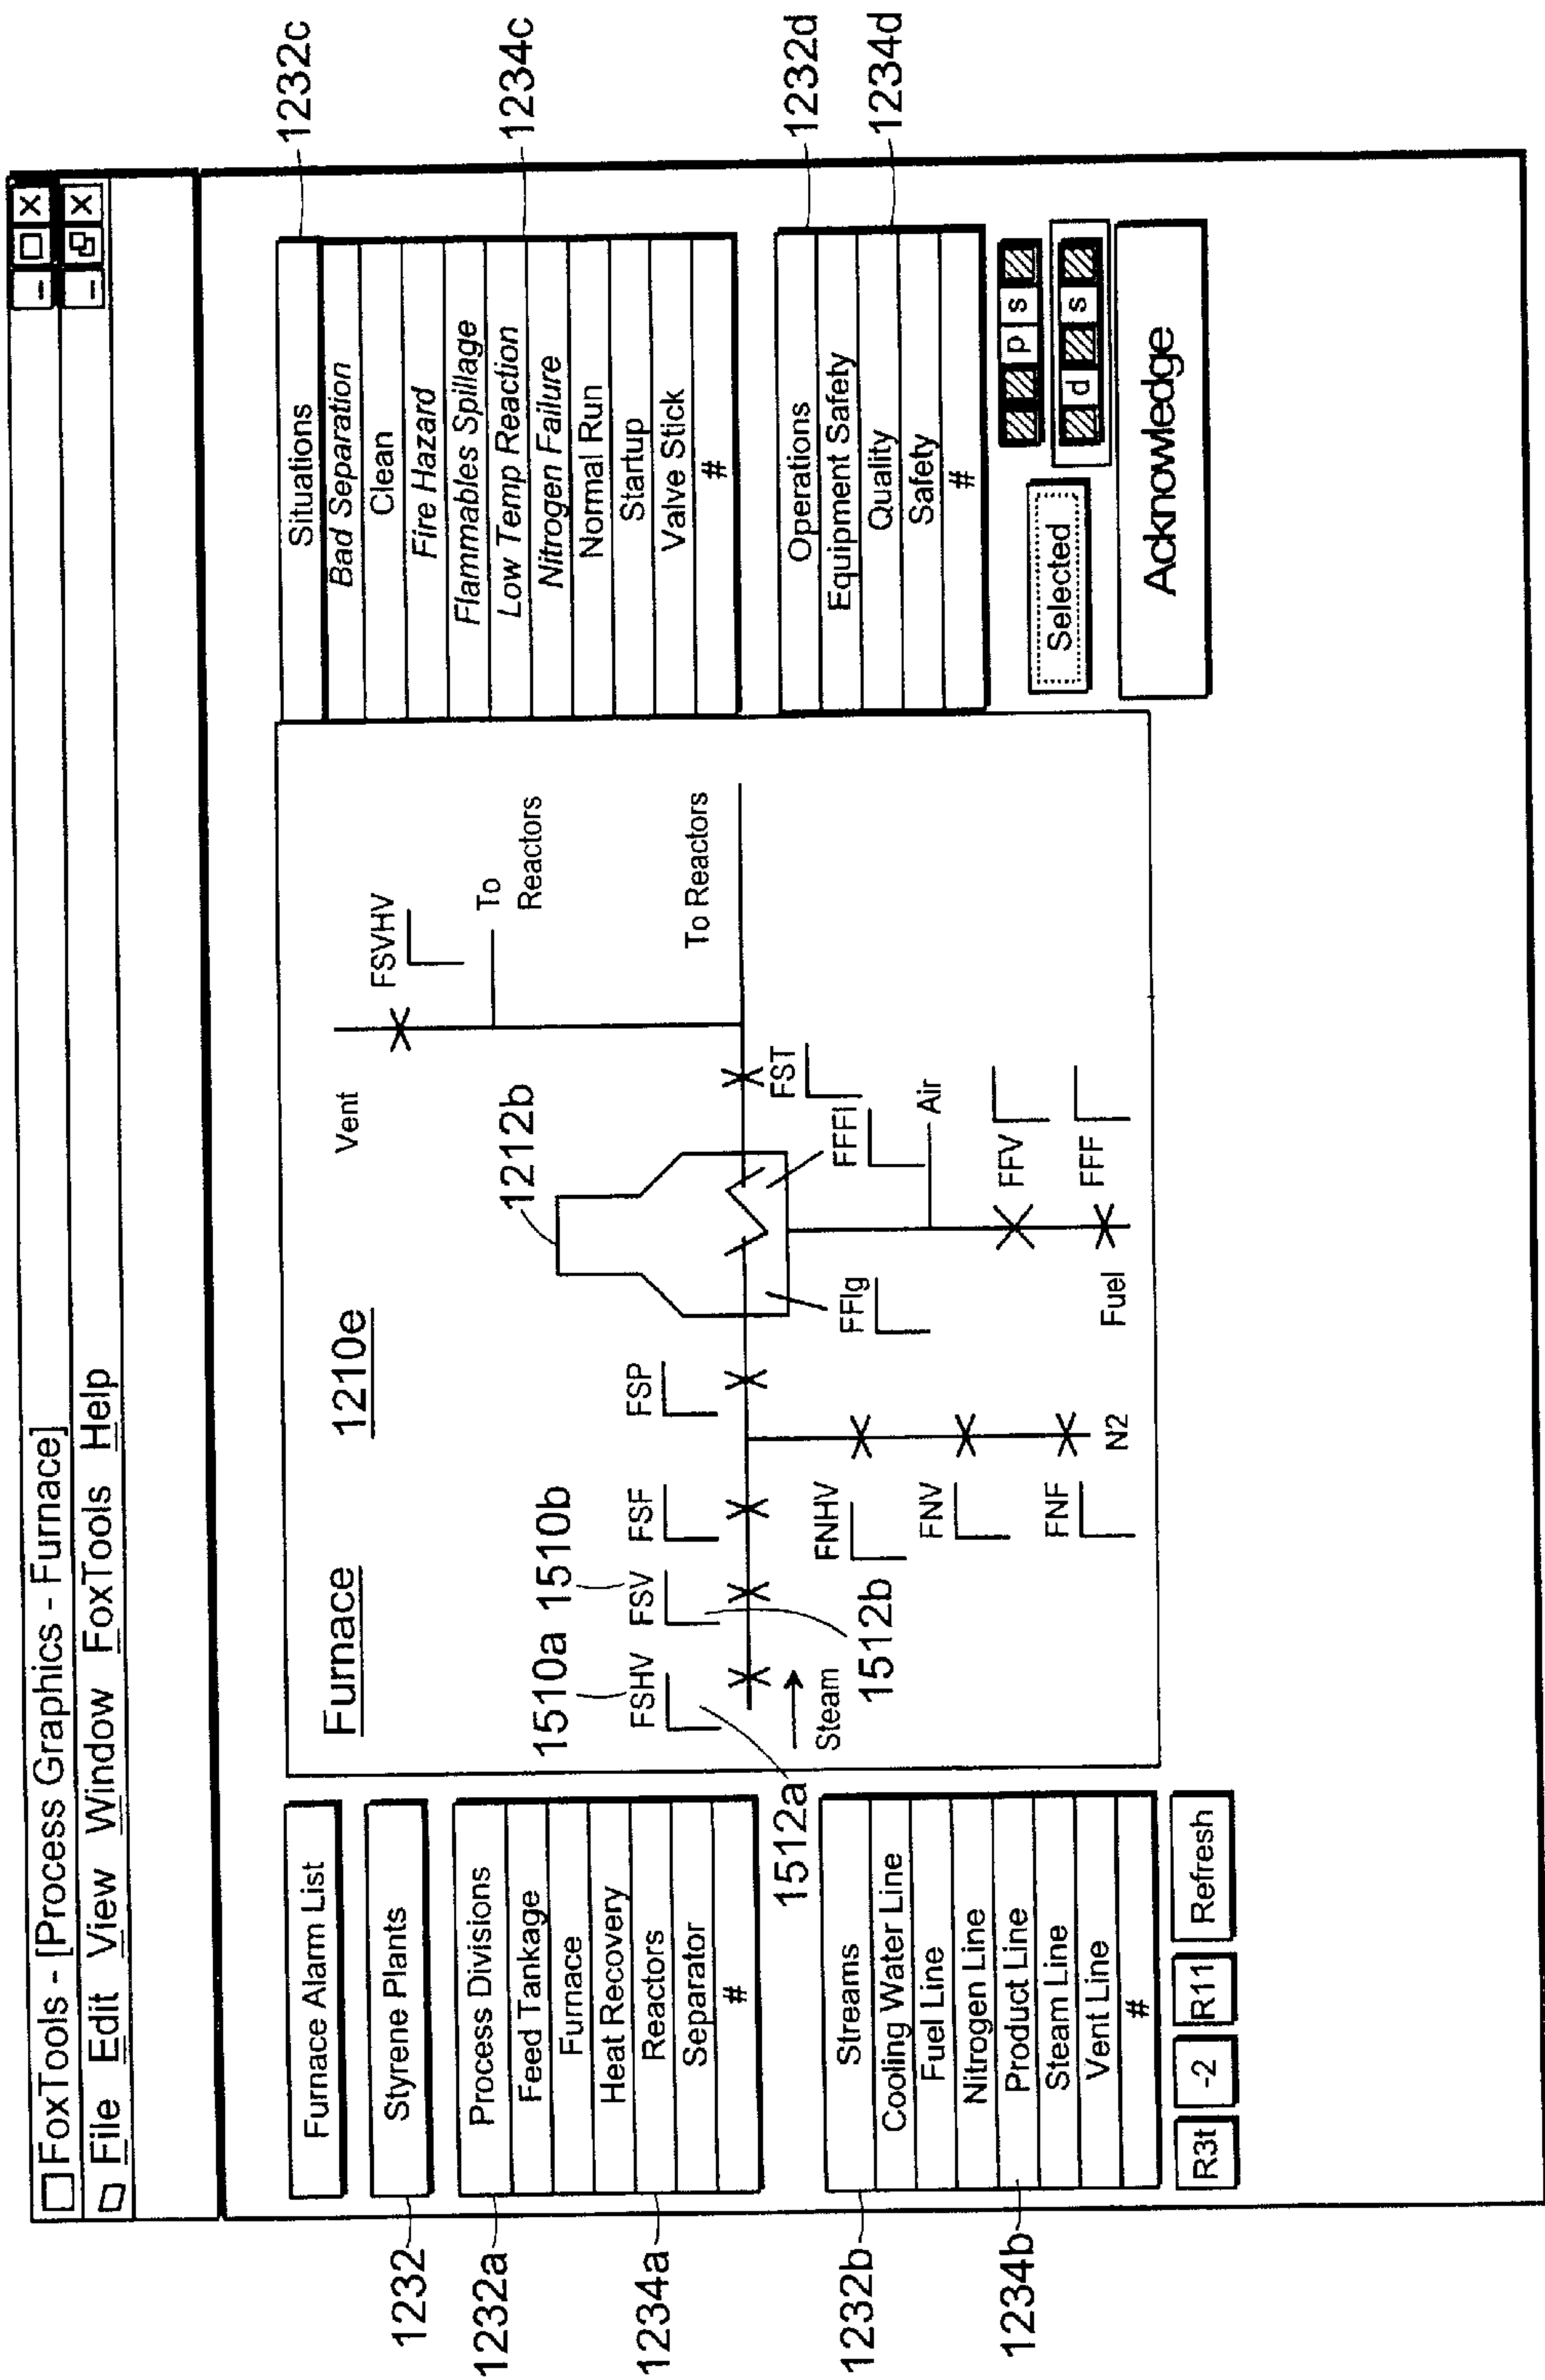 FoxTools - [Process Graphics - Furnace]
File Edit View Window FoxTools Help
Furnace Alarm List
1232
Styrene Plants
1232a
Process Divisions
Feed Tankage
Furnace
Heat Recovery
1234a
Reactors
Separator
#
1232b
Streams
Cooling Water Line
Fuel Line
Nitrogen Line
1234b
Product Line
Steam Line
Vent Line
#
R3t
-2
R11
Refresh
Furnace
1210e
Vent
FSVHV
To
Reactors
To Reactors
1212b
1510a
1510b
FSHV
FSV
FSF
FSP
FST
1512a
1512b
Steam
FNHV
FNV
FNF
N2
FFIg
FFFI
Air
FFV
FFF
Fuel
Situations
1232c
Bad Separation
Clean
Fire Hazard
Flammables Spillage
Low Temp Reaction
1234c
Nitrogen Failure
Normal Run
Startup
Valve Stick
#
Operations
1232d
Equipment Safety
Quality
1234d
Safety
#
p s
Selected
d s
Acknowledge